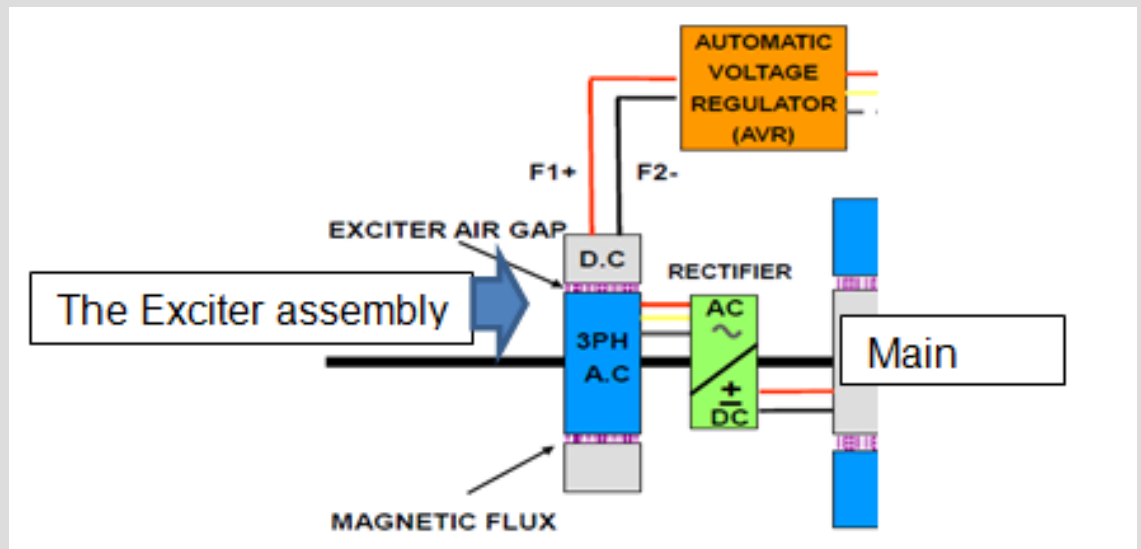 AUTOMATIC
VOLTAGE
REGULATOR
(AVR)
F1+
F2-
EXCITER AIR GAP
D.C
RECTIFIER
The Exciter assembly
AC
3PH
A.C
Main
+
DC
MAGNETIC FLUX